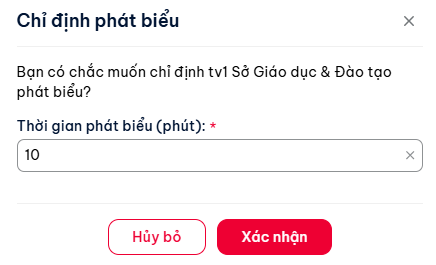 Chỉ định phát biểu
Bạn có chắc muốn chỉ định tv1 Sở Giáo dục & Đào tạo
phát biểu?
Thời gian phát biểu (phút): *
10
Hủy bỏ
Xác nhận